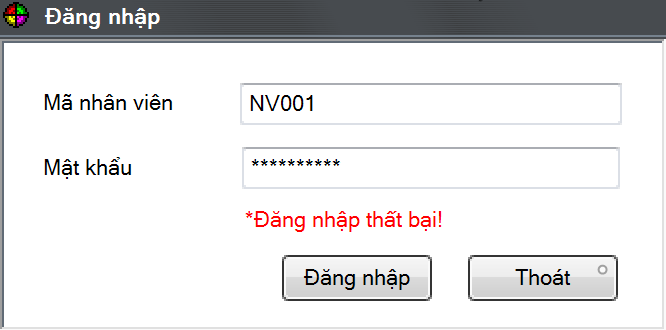 Đăng nhập
Mã nhân viên NV001
Mật khẩu **********
*Đăng nhập thất bại!
Đăng nhập Thoát